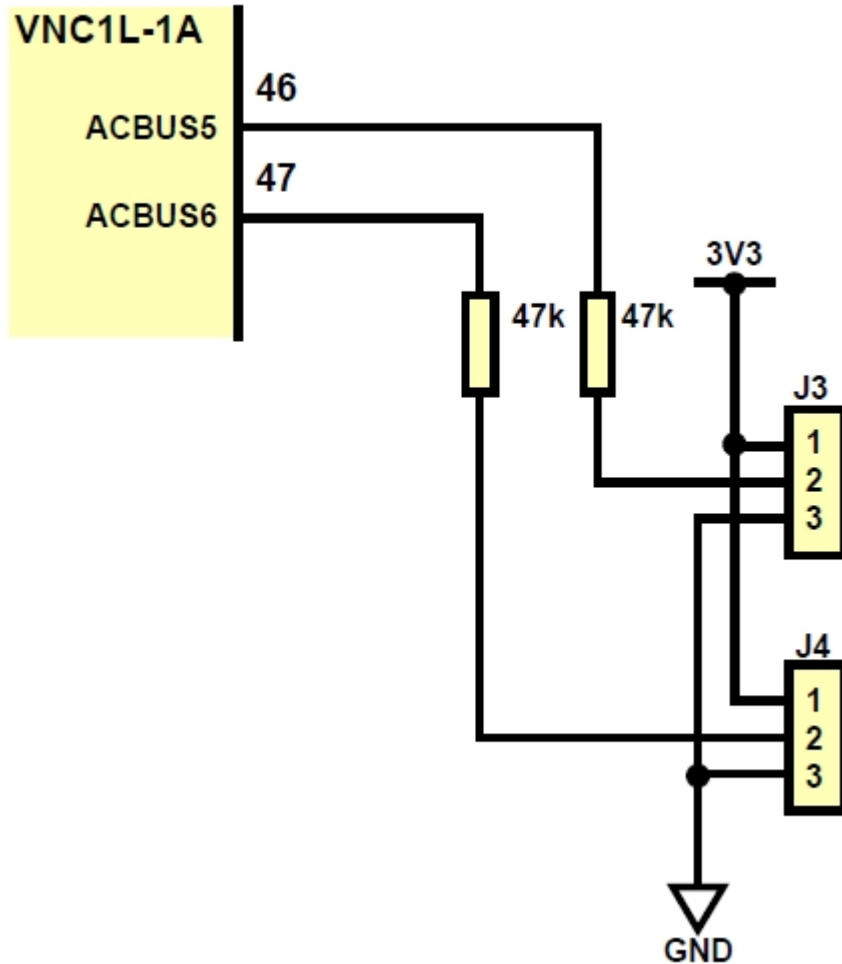 VNC1L-1A
46
ACBUS5
47
ACBUS6
3V3
47k 47k
J3
1
2
3
J4
1
2
3
GND